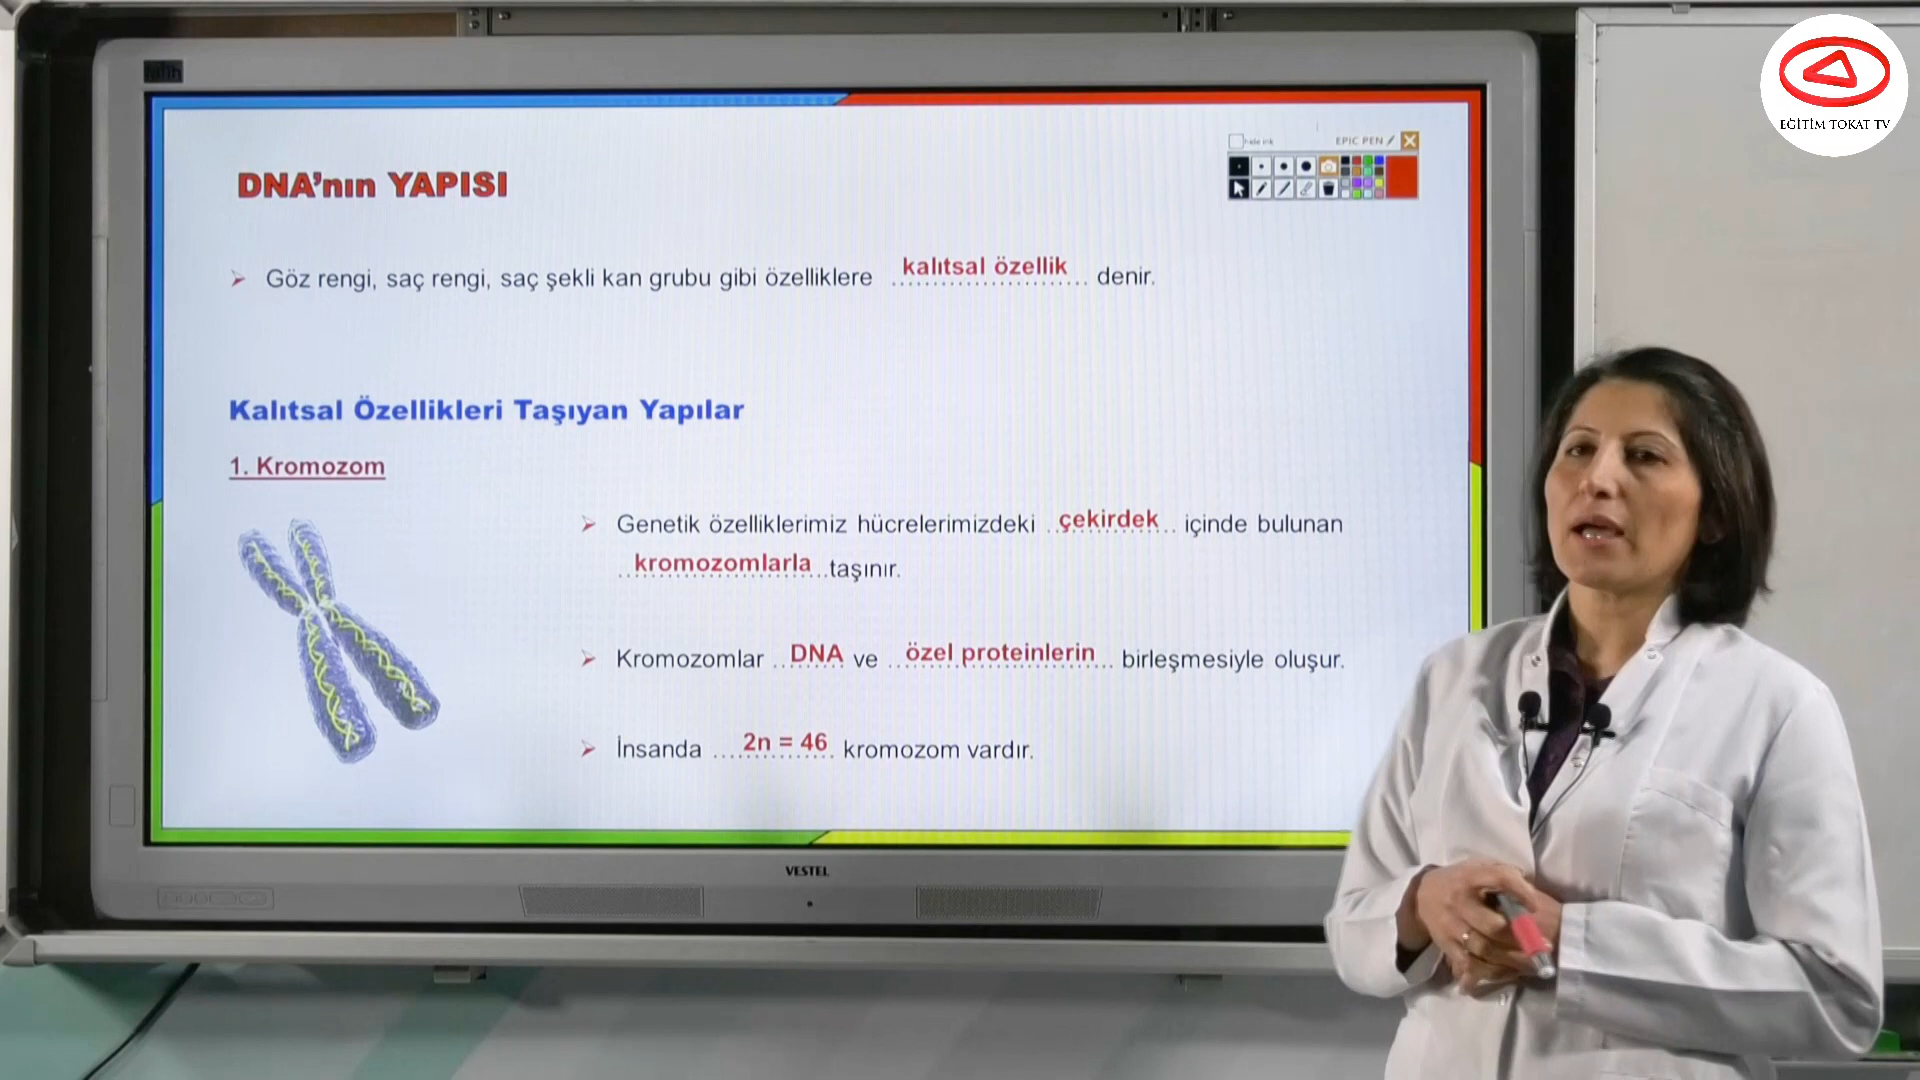 EĞİTİM TOKAT TV
EPIC PEN
DNA’nın YAPISI
Göz rengi, saç rengi, saç şekli kan grubu gibi özelliklere kalıtsal özellik denir.
Kalıtsal Özellikleri Taşıyan Yapılar
1. Kromozom
Genetik özelliklerimiz hücrelerimizdeki çekirdek içinde bulunan
kromozomlarla taşınır.
Kromozomlar DNA ve özel proteinlerin birleşmesiyle oluşur.
İnsanda 2n = 46 kromozom vardır.
VESTEL